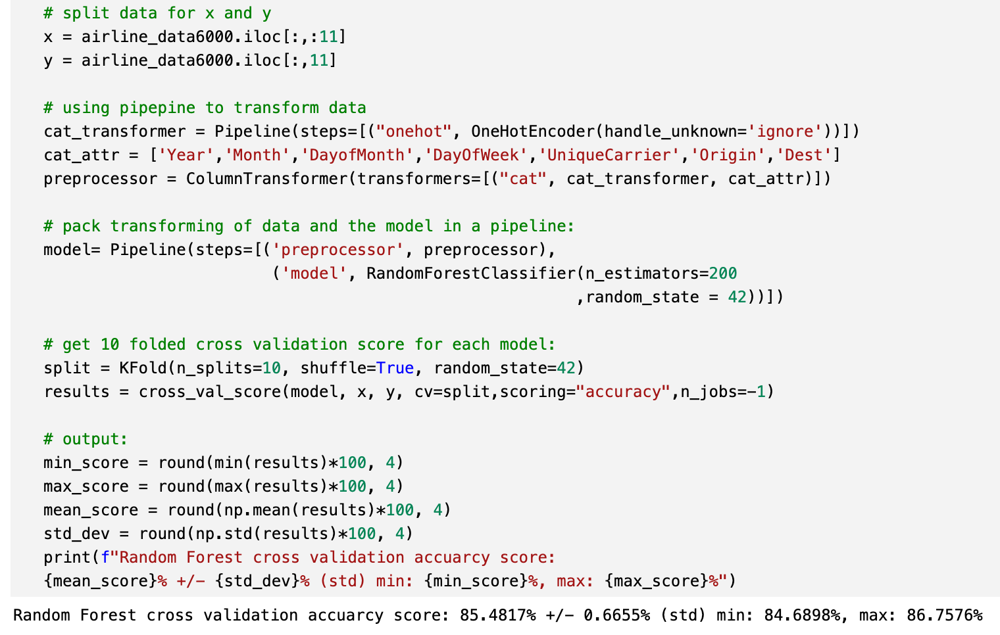 # split data for x and y
x = airline_data6000.iloc[:,:11]
y = airline_data6000.iloc[:,11]
# using pipepine to transform data
cat_transformer = Pipeline(steps=[("onehot", OneHotEncoder(handle_unknown='ignore'))])
cat_attr = ['Year','Month','DayofMonth','DayOfWeek','UniqueCarrier','Origin','Dest']
preprocessor = ColumnTransformer(transformers=[("cat", cat_transformer, cat_attr)])
# pack transforming of data and the model in a pipeline:
model= Pipeline(steps=[('preprocessor', preprocessor),
('model', RandomForestClassifier(n_estimators=200
,random_state = 42))])
# get 10 folded cross validation score for each model:
split = KFold(n_splits=10, shuffle=True, random_state=42)
results = cross_val_score(model, x, y, cv=split,scoring="accuracy",n_jobs=-1)
# output:
min_score = round(min(results)*100, 4)
max_score = round(max(results)*100, 4)
mean_score = round(np.mean(results)*100, 4)
std_dev = round(np.std(results)*100, 4)
print(f"Random Forest cross validation accuarcy score:
{mean_score}% +/- {std_dev}% (std) min: {min_score}%, max: {max_score}%")
Random Forest cross validation accuarcy score: 85.4817% +/- 0.6655% (std) min: 84.6898%, max: 86.7576%